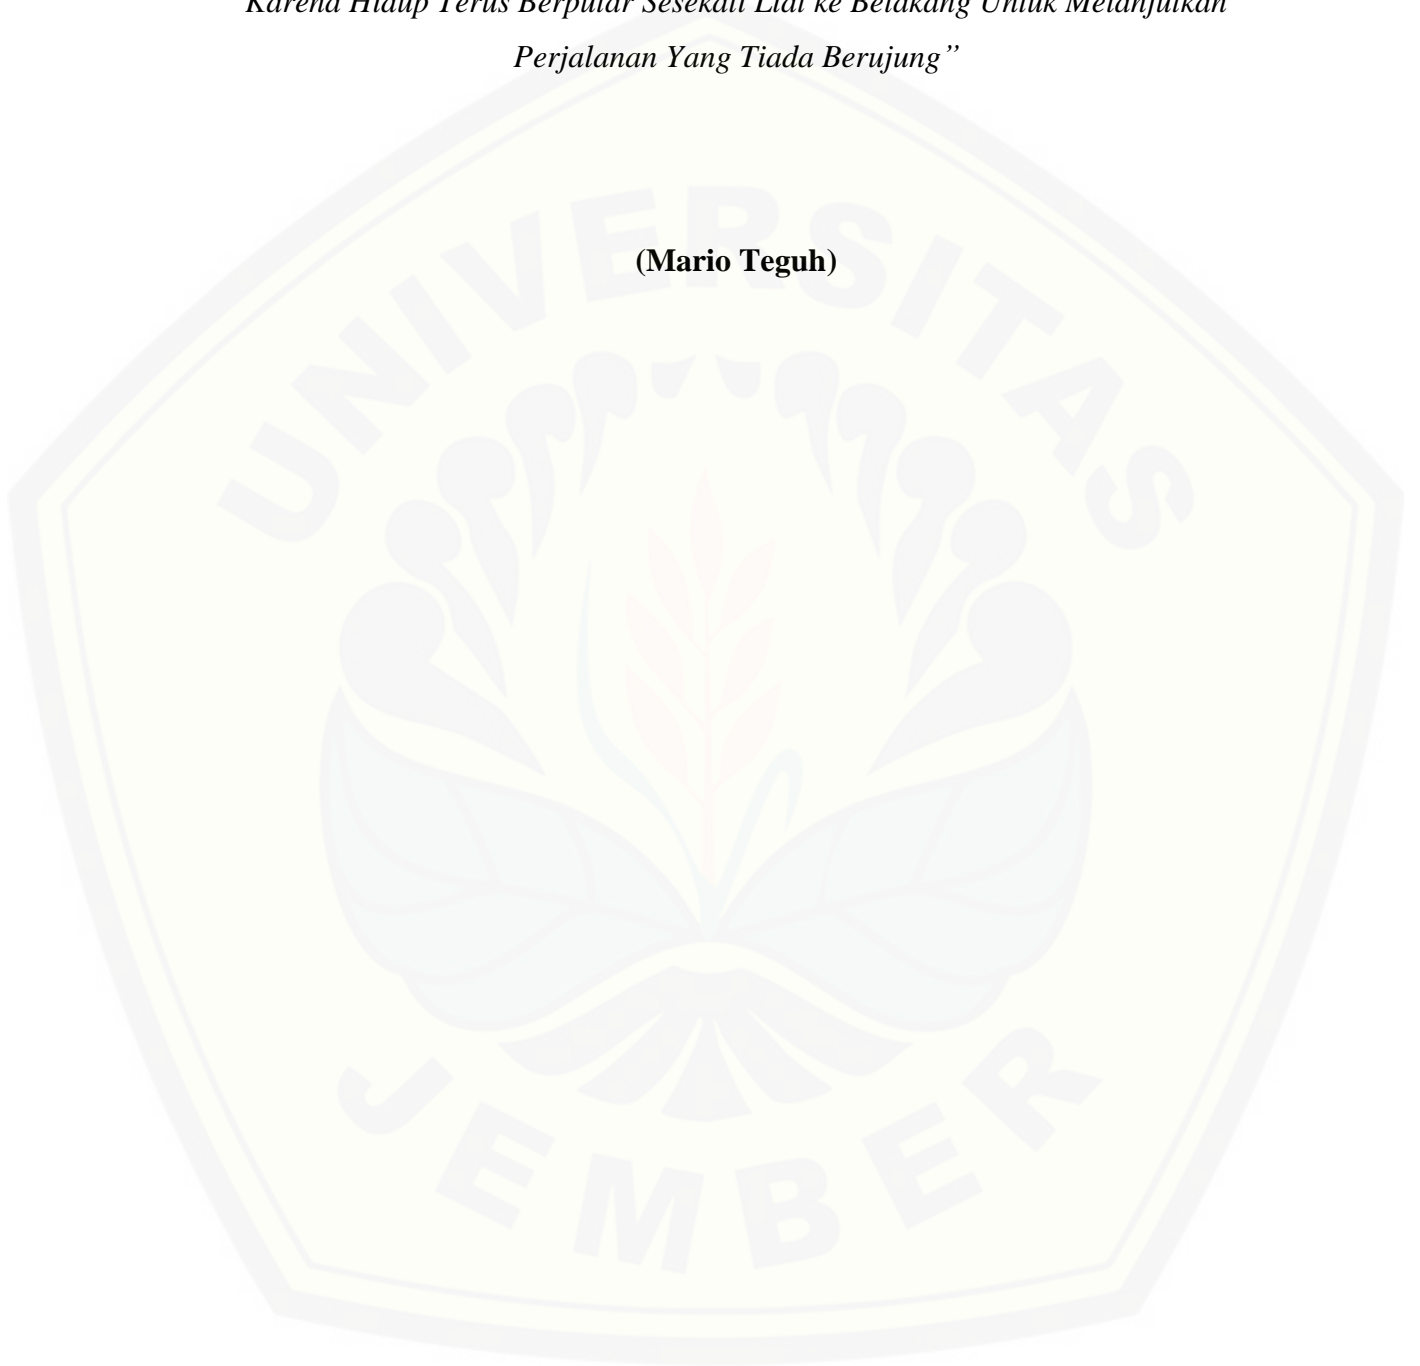 Karena Hidup Terus Berputar Sesekali Liat ke Belakang Untuk Melanjutkan
Perjalanan Yang Tiada Berujung”
(Mario Teguh)
UNIVERSITAS
JEMBER